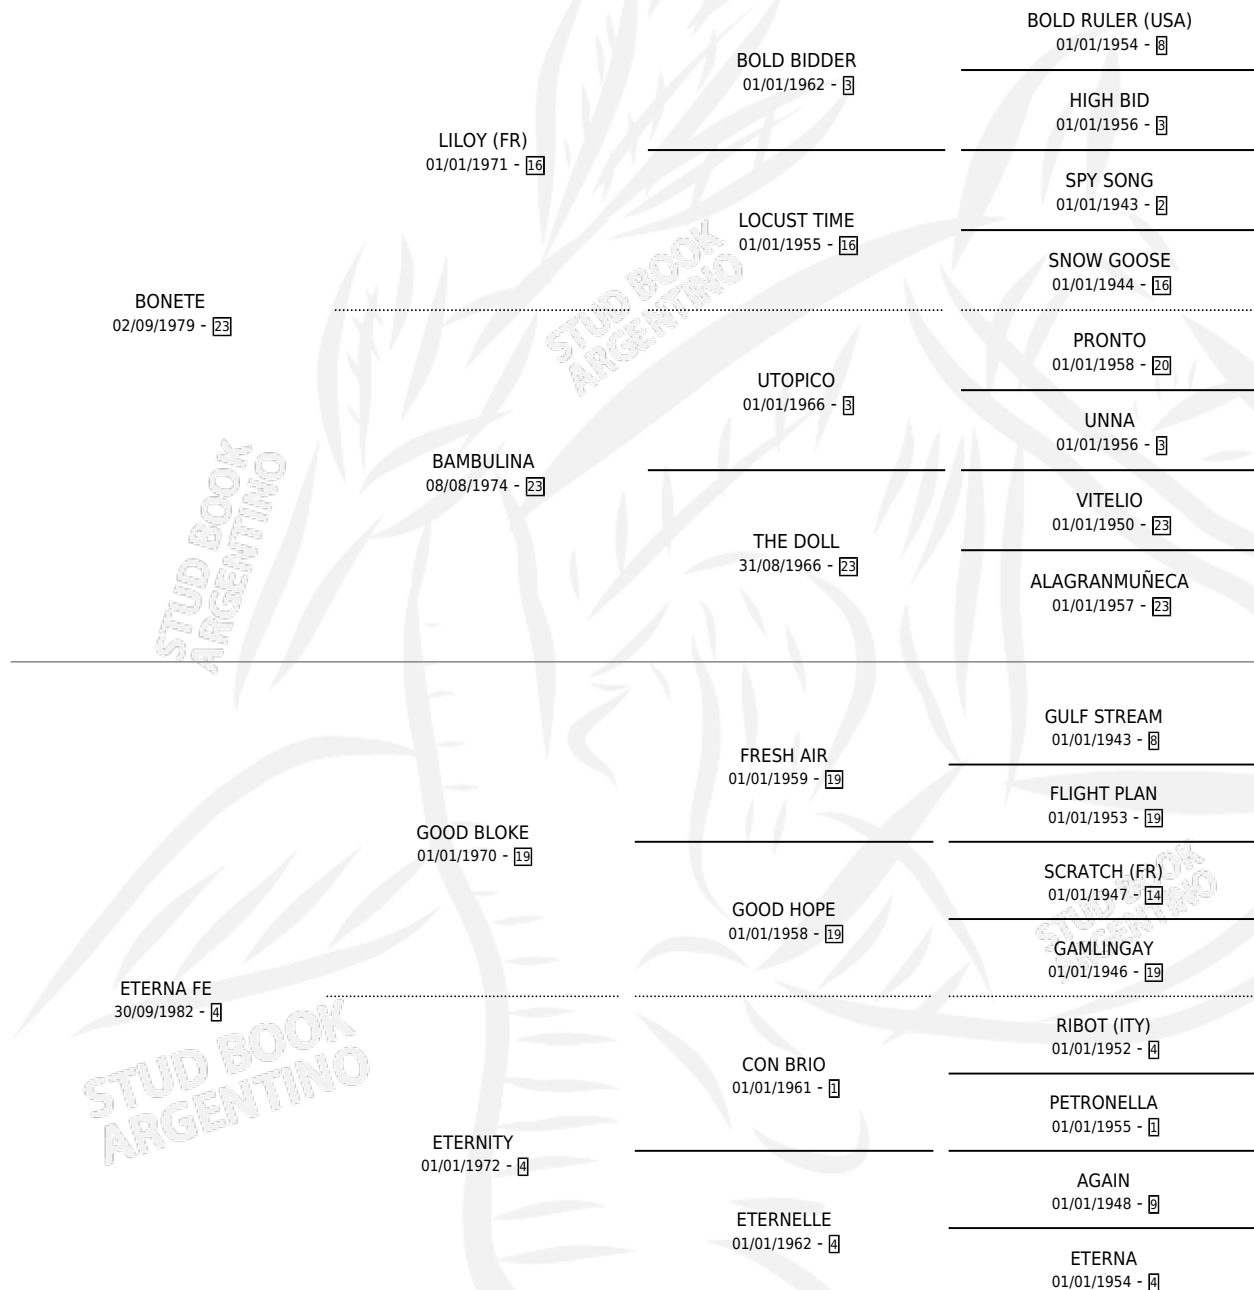 BOLD RULER (USA)
01/01/1954 - 8
BOLD BIDDER
01/01/1962 - 3
HIGH BID
01/01/1956 - 3
LILOY (FR)
01/01/1971 - 16
SPY SONG
01/01/1943 - 2
LOCUST TIME
01/01/1955 - 16
SNOW GOOSE
01/01/1944 - 16
BONETE
02/09/1979 - 23
PRONTO
01/01/1958 - 20
UTOPICO
01/01/1966 - 3
UNNA
01/01/1956 - 3
BAMBULINA
08/08/1974 - 23
VITELIO
01/01/1950 - 23
THE DOLL
31/08/1966 - 23
ALAGRANMUÑECA
01/01/1957 - 23
GULF STREAM
01/01/1943 - 8
FRESH AIR
01/01/1959 - 19
FLIGHT PLAN
01/01/1953 - 19
GOOD BLOKE
01/01/1970 - 19
SCRATCH (FR)
01/01/1947 - 14
GOOD HOPE
01/01/1958 - 19
GAMLINGAY
01/01/1946 - 19
ETERNA FE
30/09/1982 - 4
RIBOT (ITY)
01/01/1952 - 4
CON BRIO
01/01/1961 - 1
PETRONELLA
01/01/1955 - 1
ETERNITY
01/01/1972 - 4
AGAIN
01/01/1948 - 9
ETERNELLE
01/01/1962 - 4
ETERNA
01/01/1954 - 4
STUD BOOK
ARGENTINO
STUD BOOK
ARGENTINO
STUD BOOK
ARGENTINO
STUD BOOK
ARGENTINO